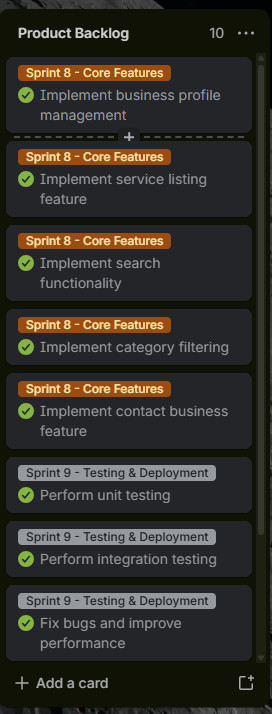 Product Backlog 10
Sprint 8 - Core Features
Implement business profile
management
Sprint 8 - Core Features
Implement service listing
feature
Sprint 8 - Core Features
Implement search
functionality
Sprint 8 - Core Features
Implement category filtering
Sprint 8 - Core Features
Implement contact business
feature
Sprint 9 - Testing & Deployment
Perform unit testing
Sprint 9 - Testing & Deployment
Perform integration testing
Sprint 9 - Testing & Deployment
Fix bugs and improve
performance
Add a card